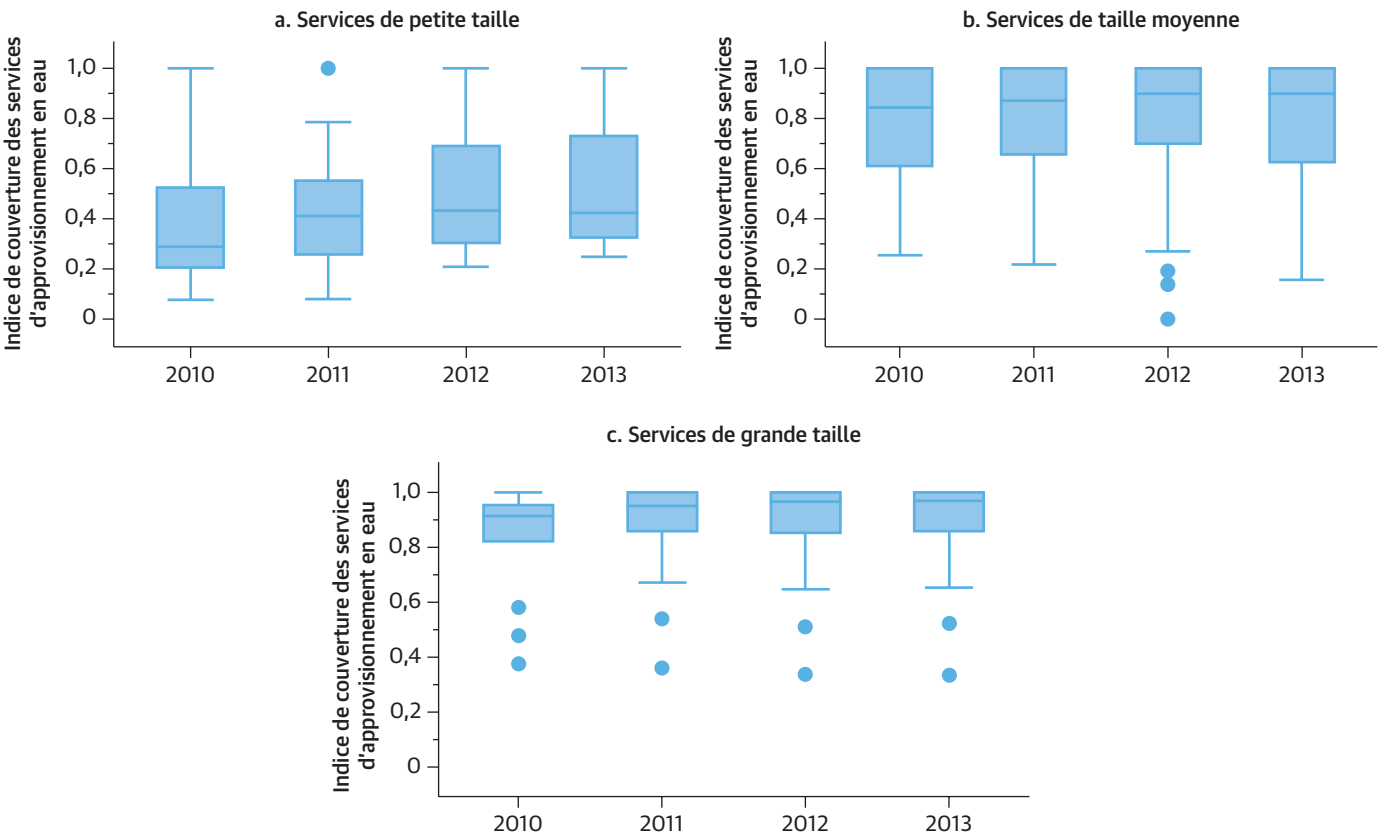 a. Services de petite taille
Indice de couverture des services
d'approvisionnement en eau
1,0
0,8
0,6
0,4
0,2
0
2010 2011 2012 2013
b. Services de taille moyenne
Indice de couverture des services
d'approvisionnement en eau
1,0
0,8
0,6
0,4
0,2
0
2010 2011 2012 2013
c. Services de grande taille
Indice de couverture des services
d'approvisionnement en eau
1,0
0,8
0,6
0,4
0,2
0
2010 2011 2012 2013